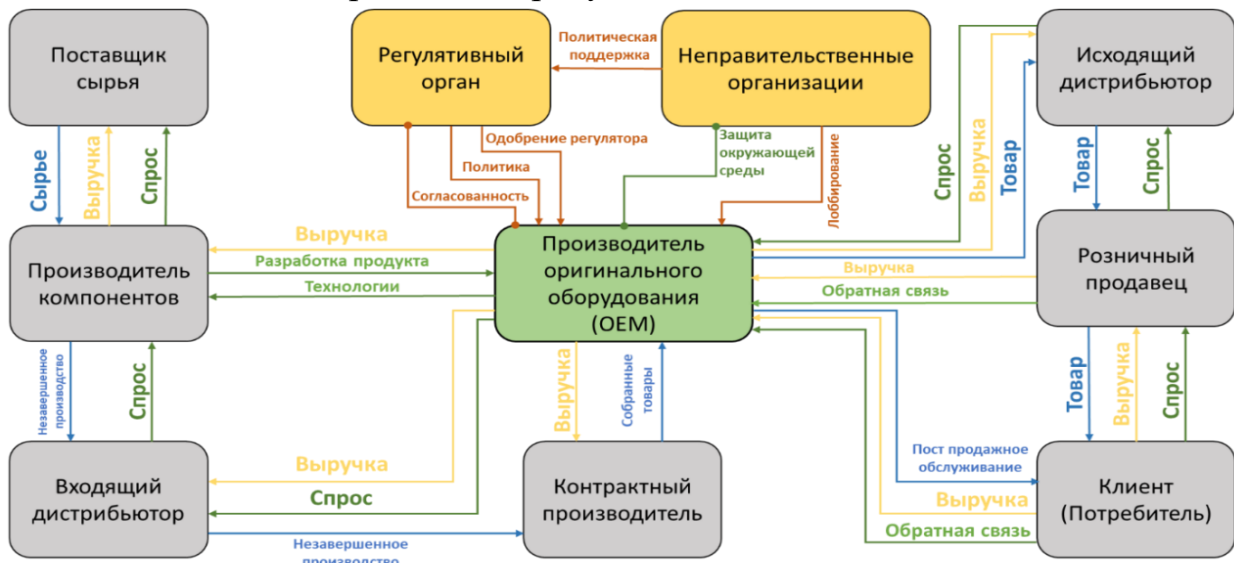 Поставщик
сырья
Регулятивный
орган
Политическая
поддержка
Неправительственные
организации
Исходящий
дистрибьютор
Сырье
Выручка
Спрос
Одобрение регулятора
Политика
Согласованность
Защита
окружающей
среды
Лоббирование
Спрос
Выручка
Товар
Товар
Спрос
Производитель
компонентов
Выручка
Разработка продукта
Технологии
Производитель
оригинального
оборудования
(OEM)
Выручка
Обратная связь
Розничный
продавец
Незавершенное
производство
Спрос
Выручка
Собранные
товары
Товар
Выручка
Спрос
Входящий
дистрибьютор
Выручка
Спрос
Контрактный
производитель
Пост продажное
обслуживание
Выручка
Обратная связь
Клиент
(Потребитель)
Незавершенное
производство